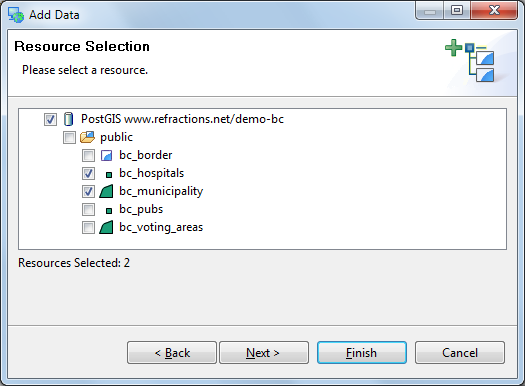 Add Data
Resource Selection
Please select a resource.
PostGIS www.refractions.net/demo-bc
public
bc_border
bc_hospitals
bc_municipality
bc_pubs
bc_voting_areas
Resources Selected: 2
< Back
Next >
Finish
Cancel